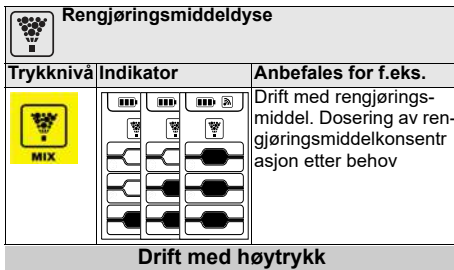 Rengjøringsmiddeldyse
Trykknivå Indikator Anbefales for f.eks.
MIX
Drift med rengjørings-
middel. Dosering av ren-
gjøringsmiddelkonsentr
asjon etter behov
Drift med høytrykk